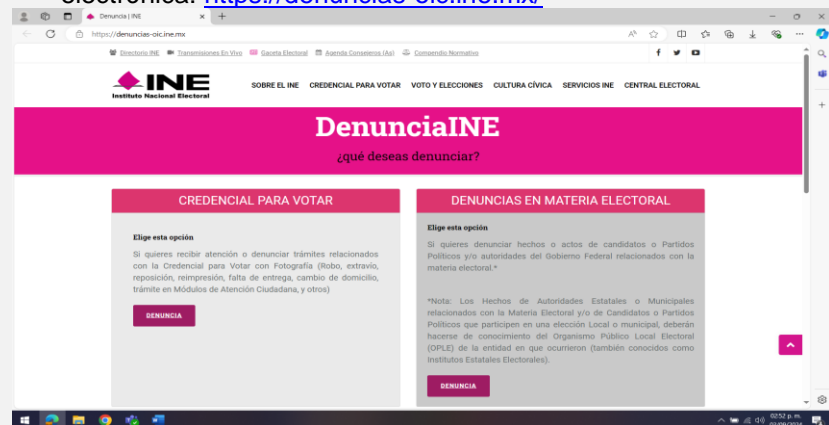 electrónica: https://denuncias-oic.ine.mx/
Denuncia | INE
https://denuncias-oic.ine.mx
Directorio INE Transmisiones En Vivo Gaceta Electoral Agenda Consejeros (As) Compendio Normativo
INE
Instituto Nacional Electoral
SOBRE EL INE CREDENCIAL PARA VOTAR VOTO Y ELECCIONES CULTURA CÍVICA SERVICIOS INE CENTRAL ELECTORAL
DenunciaINE
¿qué deseas denunciar?
CREDENCIAL PARA VOTAR
Elige esta opción
Si quieres recibir atención o denunciar trámites relacionados
con la Credencial para Votar con Fotografía (Robo, extravio,
reposición, reimpresión, falta de entrega, cambio de domicilio,
trámite en Módulos de Atención Ciudadana, y otros)
DENUNCIA
DENUNCIAS EN MATERIA ELECTORAL
Elige esta opción
Si quieres denunciar hechos o actos de candidatos o Partidos
Políticos y/o autoridades del Gobierno Federal relacionados con la
materia electoral.*
*Nota: Los Hechos de Autoridades Estatales o Municipales
relacionados con la Materia Electoral y/o de Candidatos o Partidos
Políticos que participen en una elección Local o municipal, deberán
hacerse de conocimiento del Organismo Público Local Electoral
(OPLE) de la entidad en que ocurrieron (también conocidos como
Institutos Estatales Electorales).
DENUNCIA
02:52 p. m.